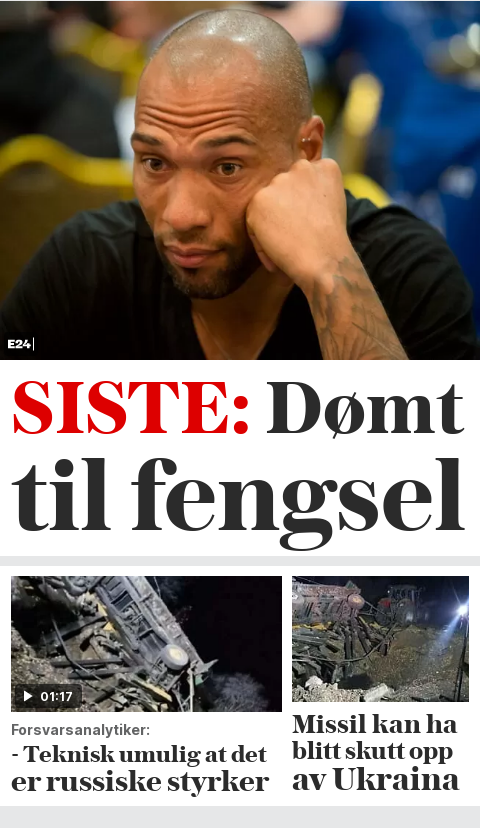 E24
SISTE: Dømt
til fengsel
01:17
Forsvarsanalytiker:
- Teknisk umulig at det
er russiske styrker
Missil kan ha
blitt skutt opp
av Ukraina